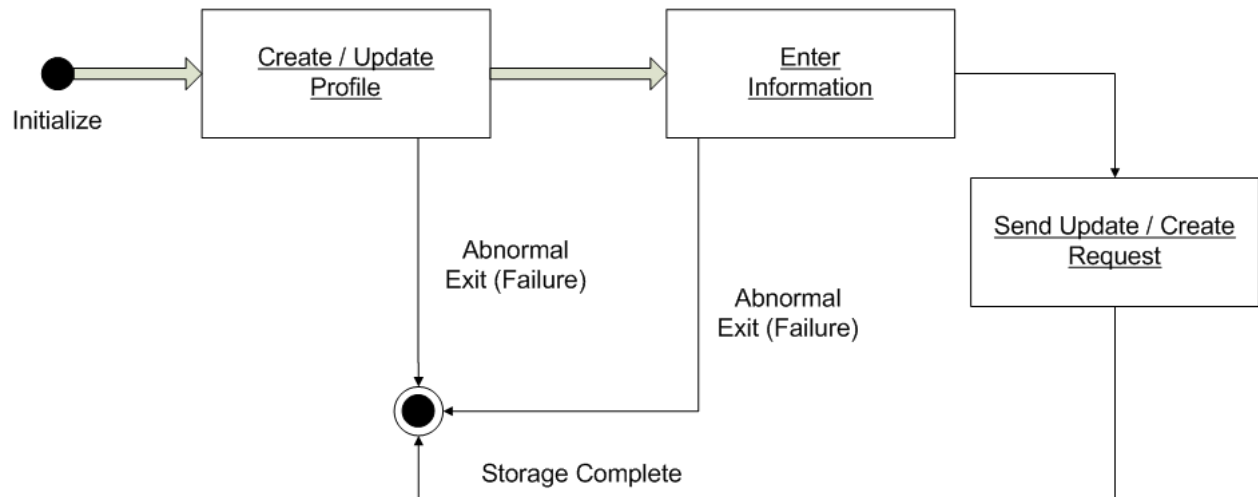 Create / Update
Profile
Enter
Information
Initialize
Send Update / Create
Request
Abnormal
Exit (Failure)
Abnormal
Exit (Failure)
Storage Complete